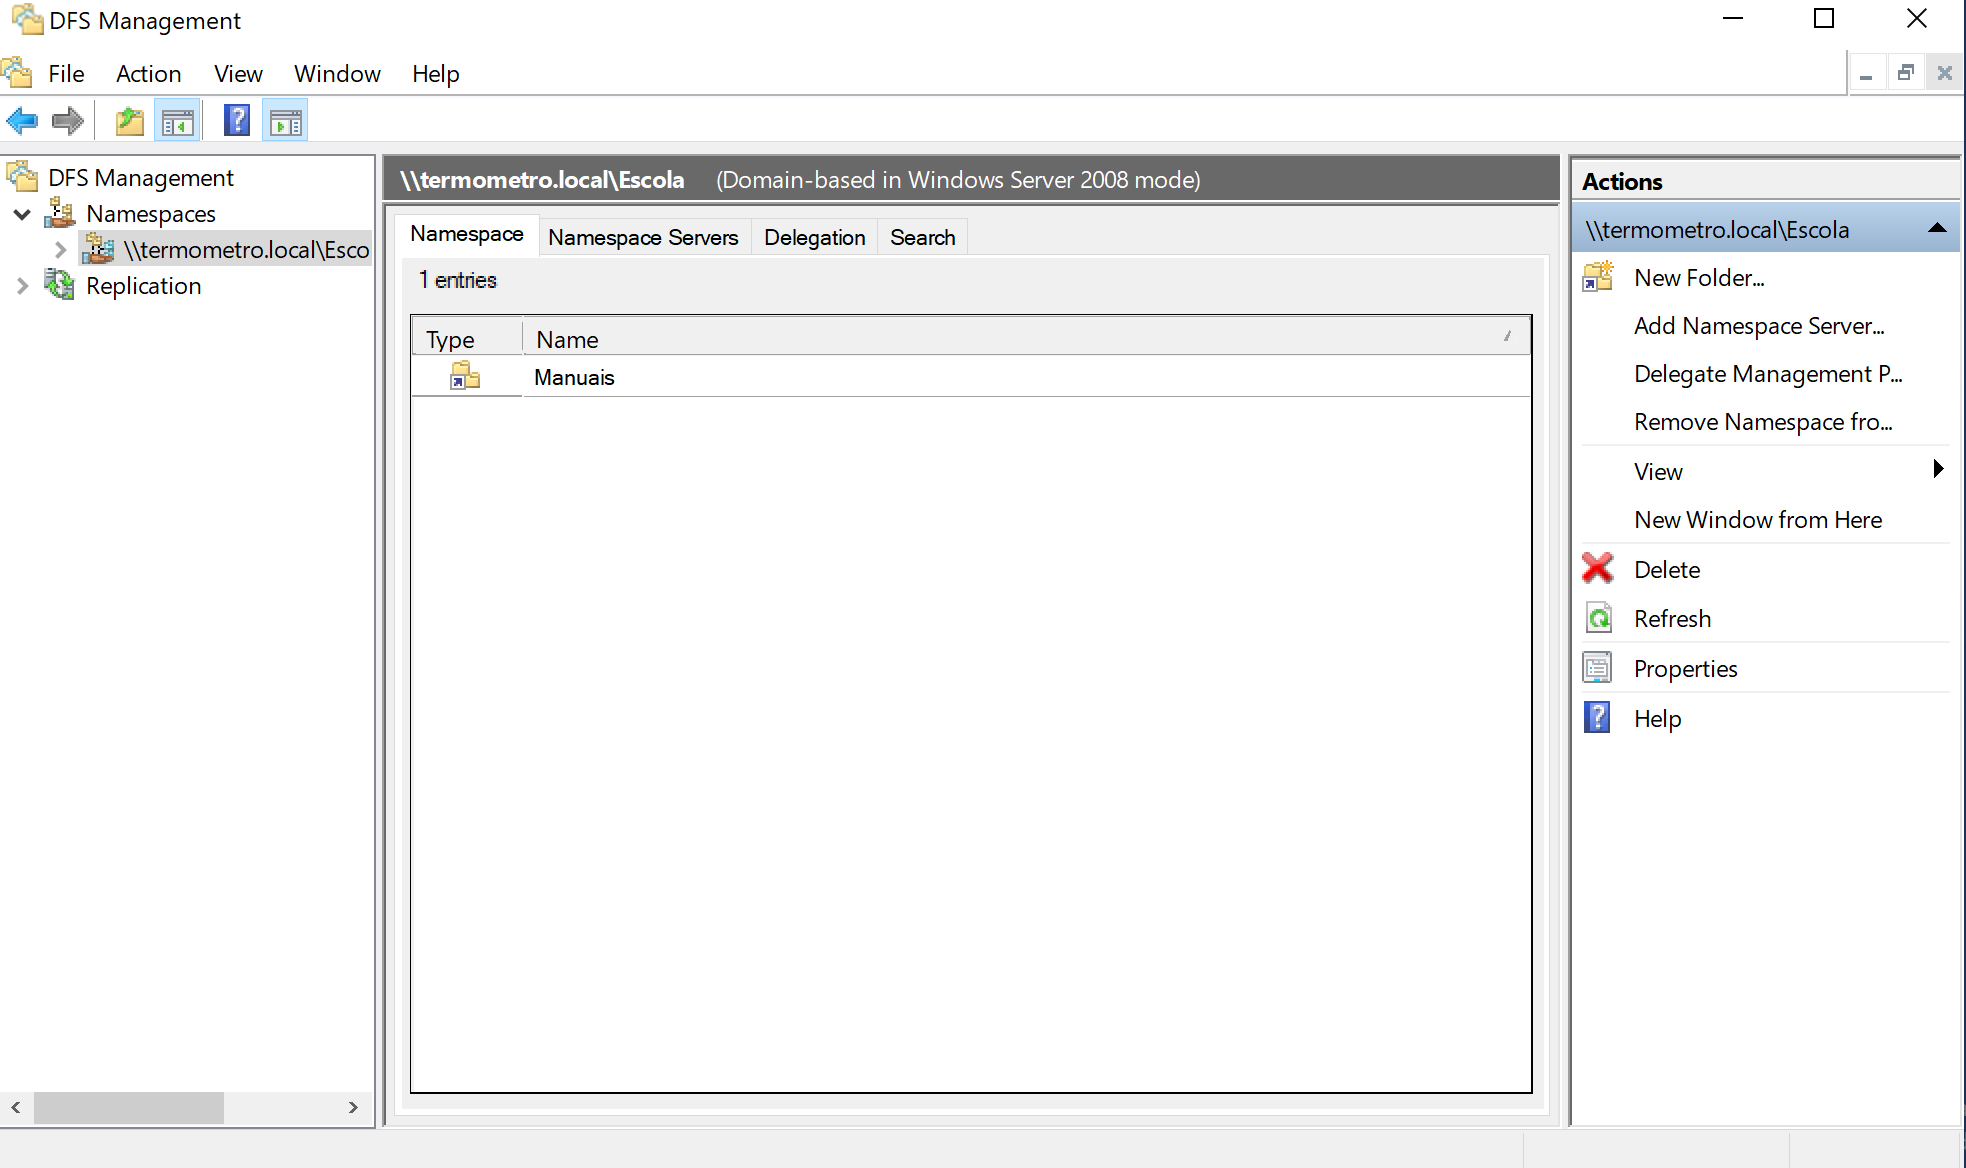 DFS Management
File Action View Window Help
DFS Management
Namespaces
\\termometro.local\Esco
Replication
\\termometro.local\Escola (Domain-based in Windows Server 2008 mode)
Namespace Namespace Servers Delegation Search
1 entries
Type Name
Manuais
Actions
\\termometro.local\Escola
New Folder...
Add Namespace Server...
Delegate Management P...
Remove Namespace fro...
View
New Window from Here
Delete
Refresh
Properties
Help